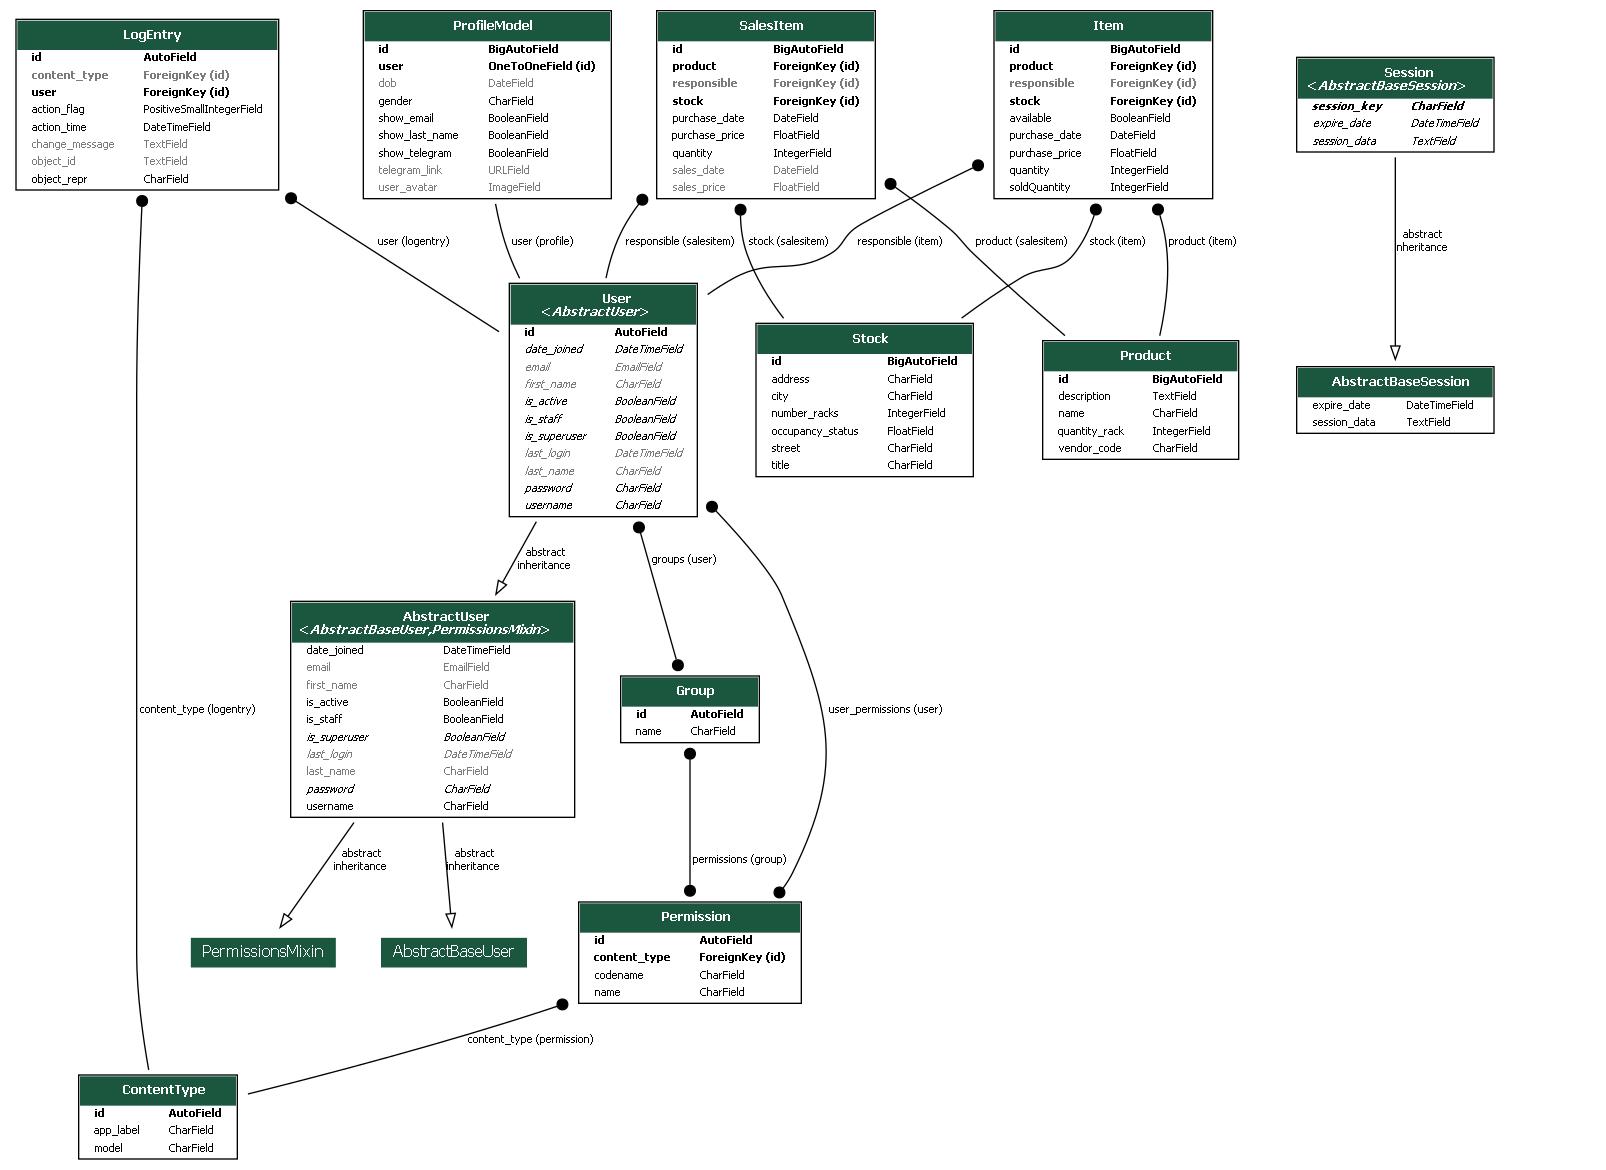 LogEntry
id AutoField
content_type ForeignKey (id)
user ForeignKey (id)
action_flag PositiveSmallIntegerField
action_time DateTimeField
change_message TextField
object_id TextField
object_repr CharField
ProfileModel
id BigAutoField
user OneToOneField (id)
dob DateField
gender CharField
show_email BooleanField
show_last_name BooleanField
show_telegram BooleanField
telegram_link URLField
user_avatar ImageField
SalesItem
id BigAutoField
product ForeignKey (id)
responsible ForeignKey (id)
stock ForeignKey (id)
purchase_date DateField
purchase_price FloatField
quantity IntegerField
sales_date DateField
sales_price FloatField
Item
id BigAutoField
product ForeignKey (id)
responsible ForeignKey (id)
stock ForeignKey (id)
available BooleanField
purchase_date DateField
purchase_price FloatField
quantity IntegerField
soldQuantity IntegerField
Session
<AbstractBaseSession>
session_key CharField
expire_date DateTimeField
session_data TextField
user (logentry)
user (profile)
responsible (salesitem)
stock (salesitem)
responsible (item)
product (salesitem)
stock (item)
product (item)
abstract
inheritance
User
<AbstractUser>
id AutoField
date_joined DateTimeField
email EmailField
first_name CharField
is_active BooleanField
is_staff BooleanField
is_superuser BooleanField
last_login DateTimeField
last_name CharField
password CharField
username CharField
Stock
id BigAutoField
address CharField
city CharField
number_racks IntegerField
occupancy_status FloatField
street CharField
title CharField
Product
id BigAutoField
description TextField
name CharField
quantity_rack IntegerField
vendor_code CharField
AbstractBaseSession
expire_date DateTimeField
session_data TextField
abstract
inheritance
groups (user)
AbstractUser
<AbstractBaseUser,PermissionsMixin>
date_joined DateTimeField
email EmailField
first_name CharField
is_active BooleanField
is_staff BooleanField
is_superuser BooleanField
last_login DateTimeField
last_name CharField
password CharField
username CharField
Group
id AutoField
name CharField
content_type (logentry)
user_permissions (user)
abstract
inheritance
abstract
inheritance
permissions (group)
PermissionsMixin
AbstractBaseUser
Permission
id AutoField
content_type ForeignKey (id)
codename CharField
name CharField
content_type (permission)
ContentType
id AutoField
app_label CharField
model CharField